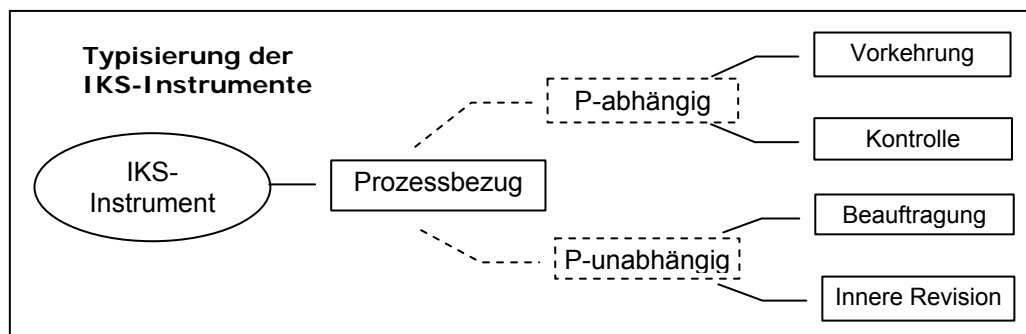 Typisierung der
IKS-Instrumente
IKS-
Instrument
Prozessbezug
P-abhängig
Vorkehrung
Kontrolle
P-unabhängig
Beauftragung
Innere Revision